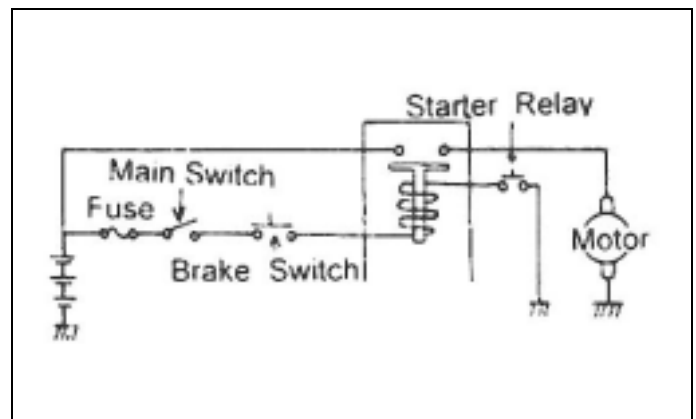 Starter Relay
Main Switch
Fuse
Motor
Brake Switch